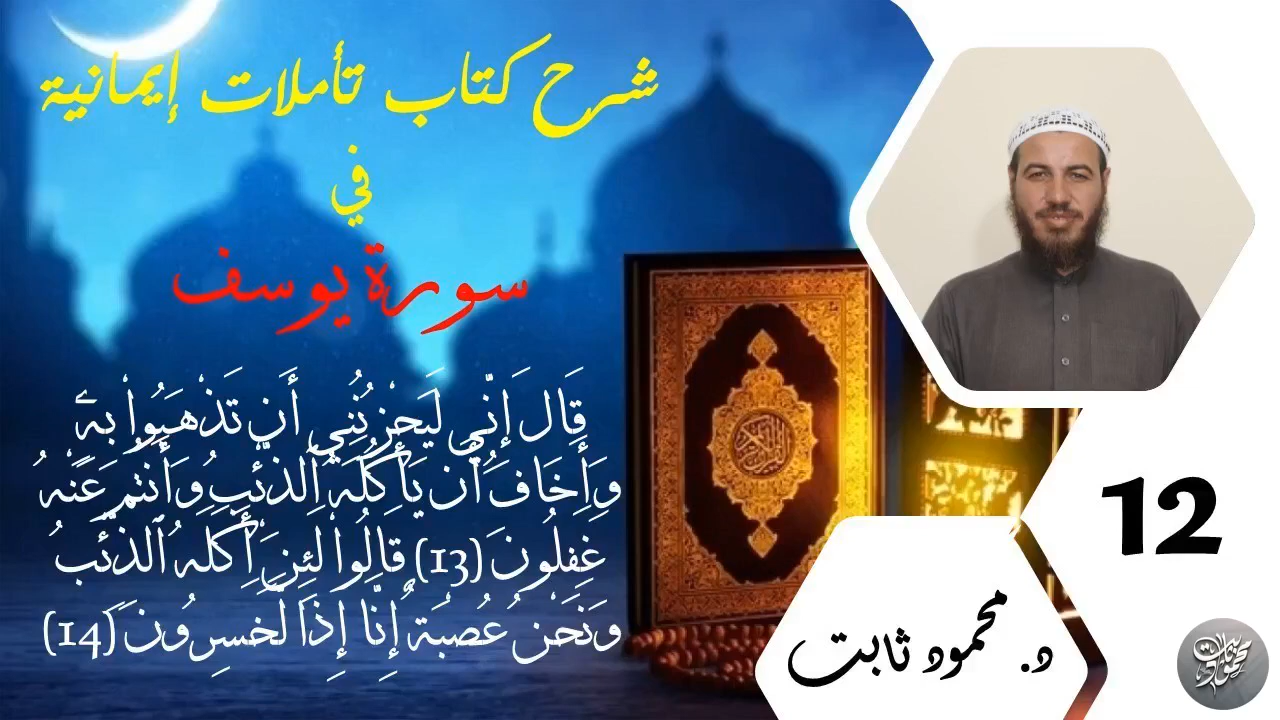 شرح كتاب تأملات إيمانية
في
سورة يوسف
قَالَ إِنِّي لَيَحْزُنُنِيٓ أَن تَذْهَبُوا۟ بِهِۦ
وَأَخَافُ أَن يَأْكُلَهُ ٱلذِّئْبُ وَأَنتُمْ عَنْهُ
غَٰفِلُونَ (13) قَالُوا۟ لَئِنْ أَكَلَهُ ٱلذِّئْبُ
وَنَحْنُ عُصْبَةٌ إِنَّآ إِذًا لَّخَٰسِرُونَ (14)
12
د. محمود ثابت